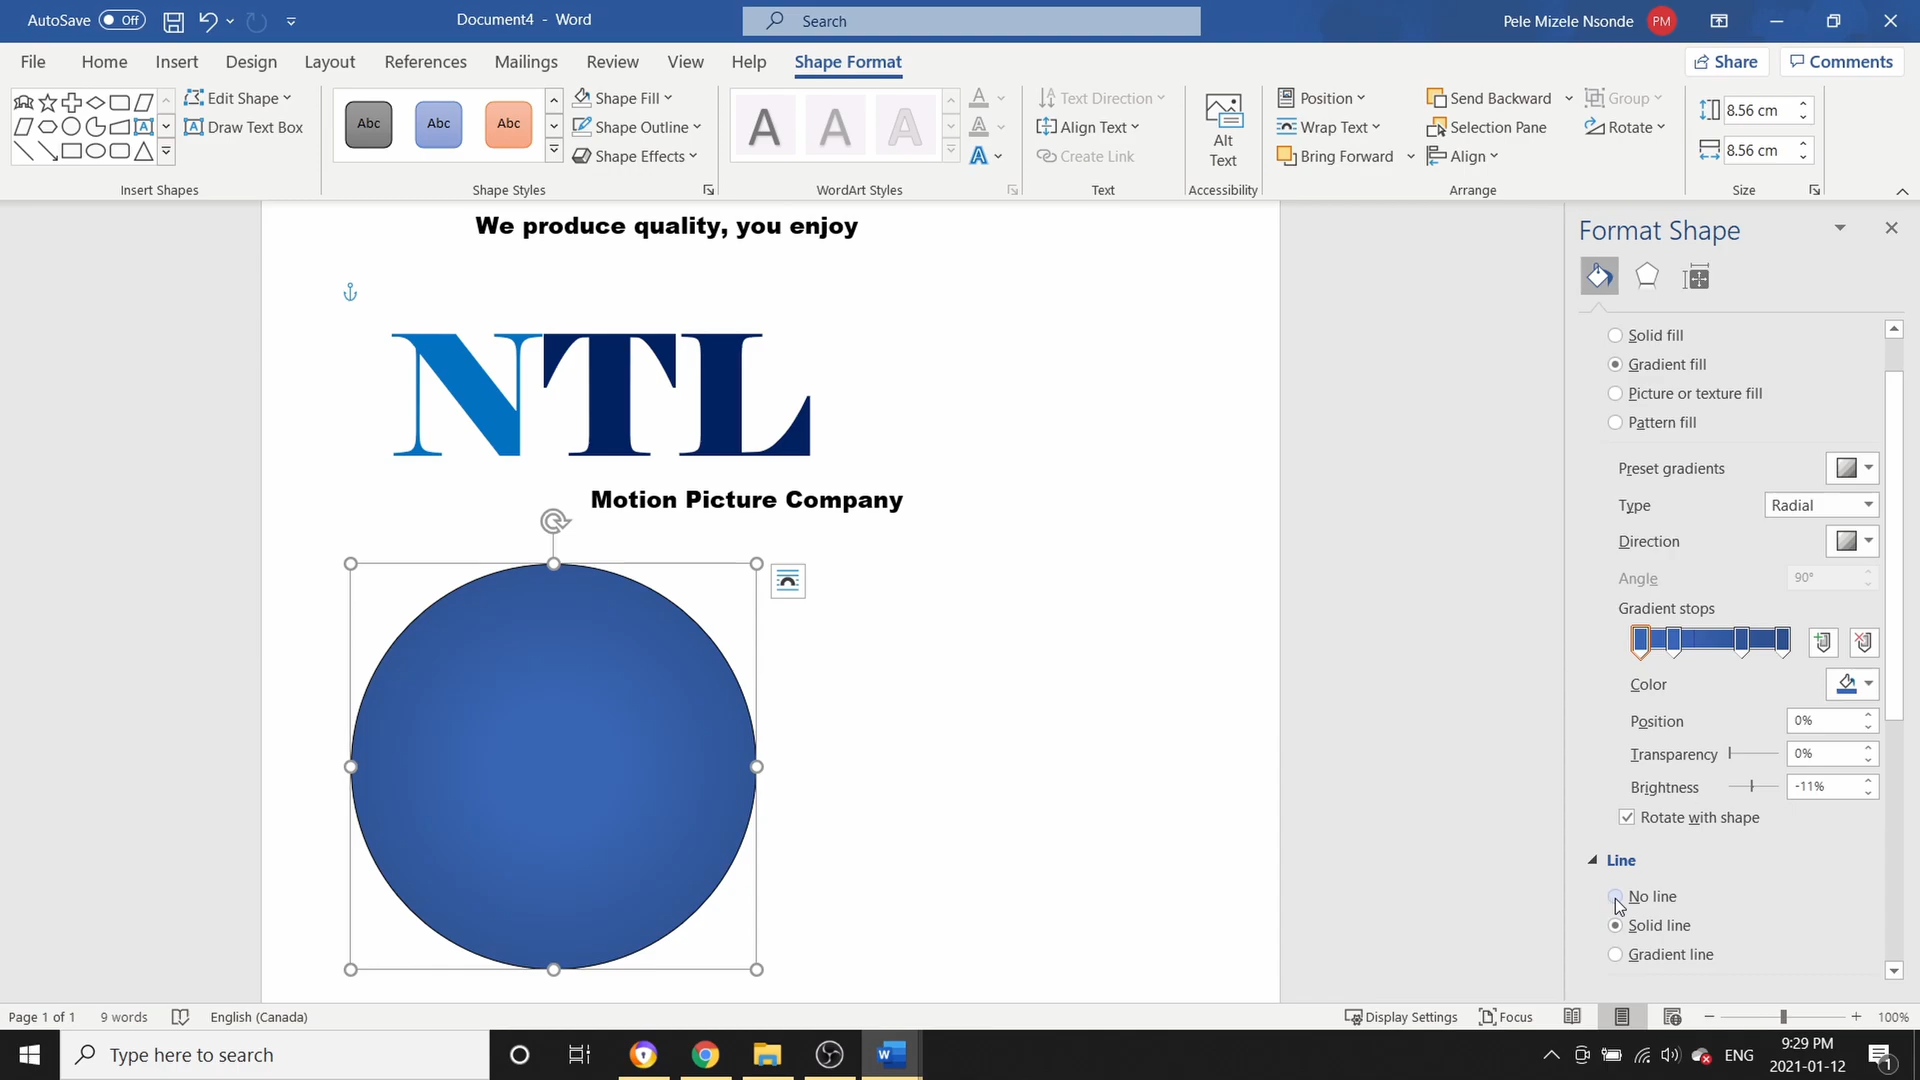 AutoSave Off Document4 - Word Search Pele Mizele Nsonde PM
File Home Insert Design Layout References Mailings Review View Help Shape Format Share Comments
Edit Shape
Draw Text Box
Insert Shapes
Abc Abc Abc
Shape Fill
Shape Outline
Shape Effects
Shape Styles
A A A
A
A
A
WordArt Styles
Text Direction
Align Text
Create Link
Text
Alt
Text
Accessibility
Position
Wrap Text
Bring Forward
Send Backward
Selection Pane
Align
Group
Rotate
Arrange
8.56 cm
8.56 cm
Size
We produce quality, you enjoy
NTL
Motion Picture Company
Format Shape
Solid fill
Gradient fill
Picture or texture fill
Pattern fill
Preset gradients
Type Radial
Direction
Angle 90°
Gradient stops
Color
Position 0%
Transparency 0%
Brightness -11%
Rotate with shape
Line
No line
Solid line
Gradient line
Page 1 of 1 9 words English (Canada) Display Settings Focus 100%
Type here to search ENG 9:29 PM
2021-01-12
1